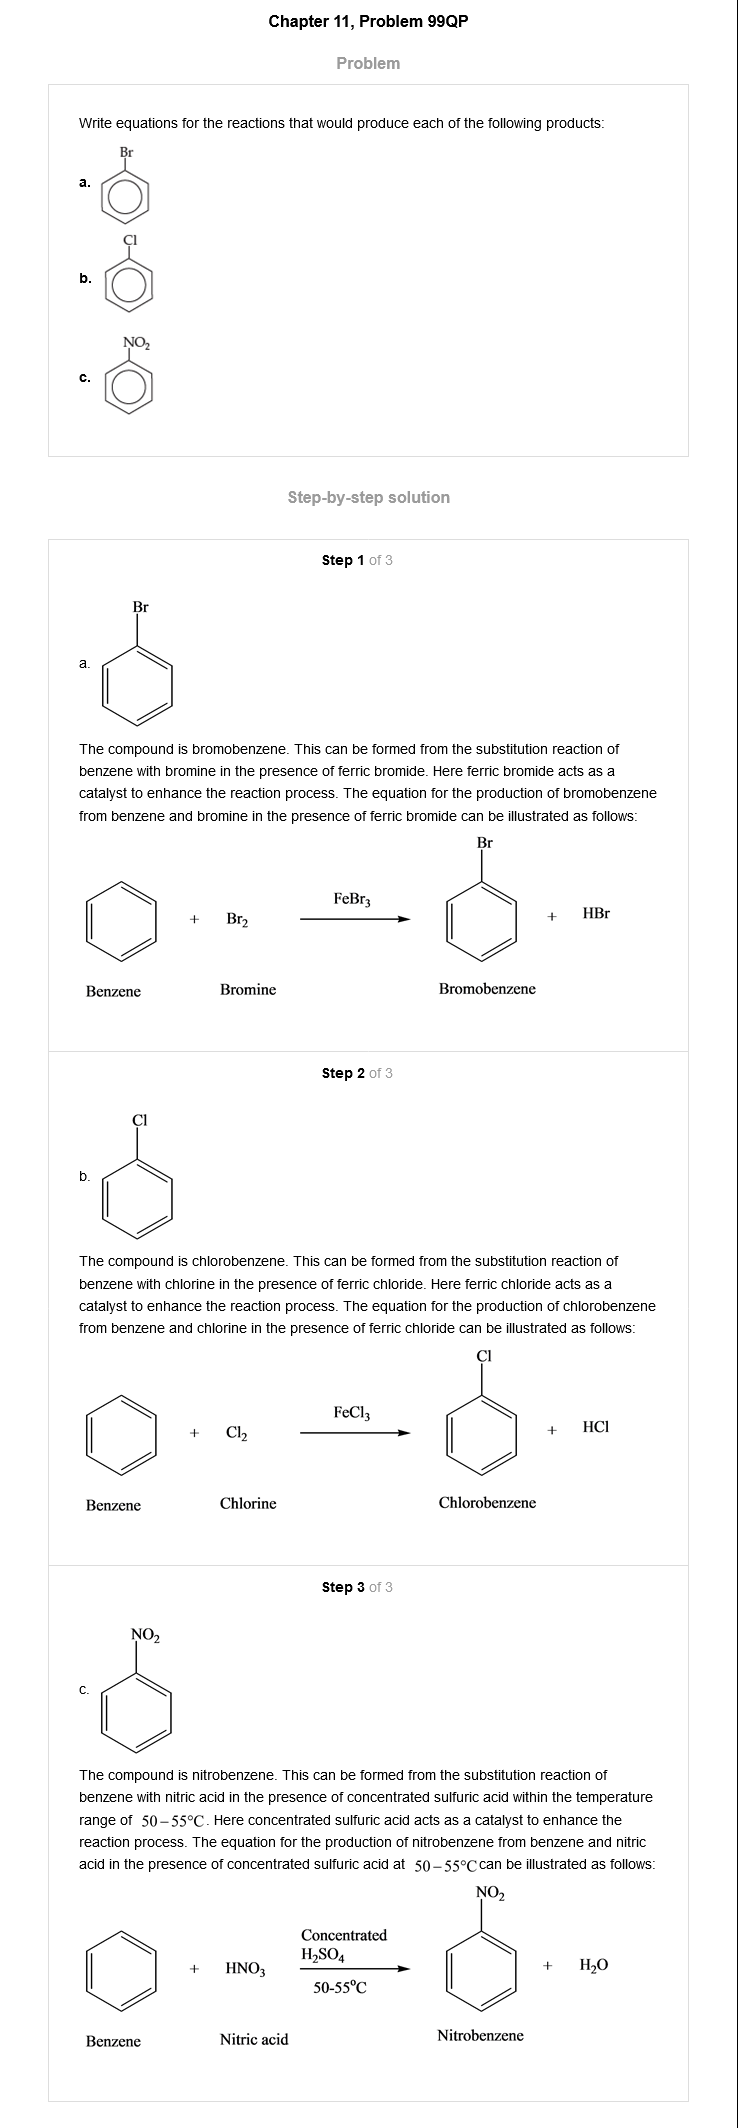 Chapter 11, Problem 99QP
Problem
Write equations for the reactions that would produce each of the following products:
Br
a.
Cl
b.
NO₂
c.
Step-by-step solution
Step 1 of 3
Br
a.
The compound is bromobenzene. This can be formed from the substitution reaction of
benzene with bromine in the presence of ferric bromide. Here ferric bromide acts as a
catalyst to enhance the reaction process. The equation for the production of bromobenzene
from benzene and bromine in the presence of ferric bromide can be illustrated as follows:
Br
+ Br₂ FeBr₃ + HBr
Benzene Bromine Bromobenzene
Step 2 of 3
Cl
b.
The compound is chlorobenzene. This can be formed from the substitution reaction of
benzene with chlorine in the presence of ferric chloride. Here ferric chloride acts as a
catalyst to enhance the reaction process. The equation for the production of chlorobenzene
from benzene and chlorine in the presence of ferric chloride can be illustrated as follows:
Cl
+ Cl₂ FeCl₃ + HCl
Benzene Chlorine Chlorobenzene
Step 3 of 3
NO₂
c.
The compound is nitrobenzene. This can be formed from the substitution reaction of
benzene with nitric acid in the presence of concentrated sulfuric acid within the temperature
range of 50–55°C. Here concentrated sulfuric acid acts as a catalyst to enhance the
reaction process. The equation for the production of nitrobenzene from benzene and nitric
acid in the presence of concentrated sulfuric acid at 50–55°C can be illustrated as follows:
NO₂
Concentrated
H₂SO₄
+ HNO₃ + H₂O
50-55°C
Benzene Nitric acid Nitrobenzene